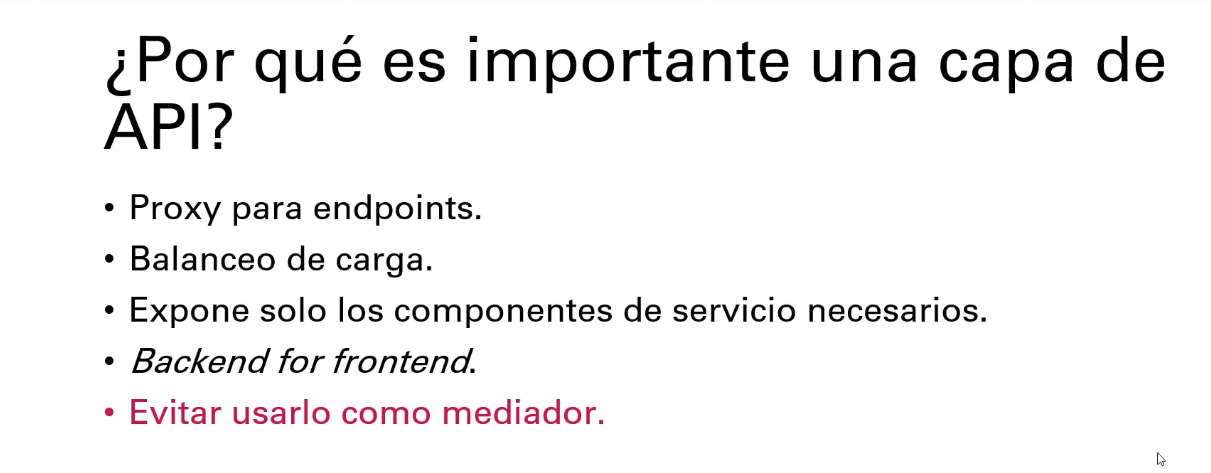 ¿Por qué es importante una capa de
API?
• Proxy para endpoints.
• Balanceo de carga.
• Expone solo los componentes de servicio necesarios.
• Backend for frontend.
• Evitar usarlo como mediador.